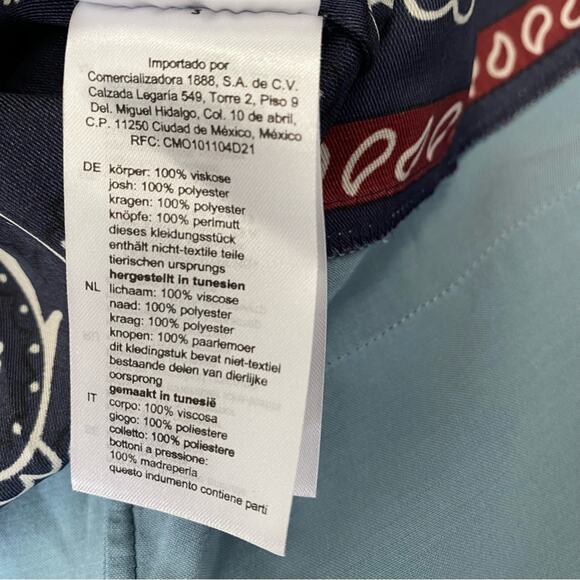 Importado por
Comercializadora 1888, S.A. de C.V.
Calzada Legaría 549, Torre 2, Piso 9
Del. Miguel Hidalgo, Col. 10 de abril,
C.P. 11250 Ciudad de México, México
RFC: CMO101104D21
DE körper: 100% viskose
josh: 100% polyester
kragen: 100% polyester
knöpfe: 100% perlmutt
dieses kleidungsstück
enthält nicht-textile teile
tierischen ursprungs
hergestellt in tunesien
NL lichaam: 100% viscose
naad: 100% polyester
kraag: 100% polyester
knopen: 100% paarlemoer
dit kledingstuk bevat niet-textiel
bestaande delen van dierlijke
oorsprong
gemaakt in tunesië
IT corpo: 100% viscosa
giogo: 100% poliestere
colletto: 100% poliestere
bottoni a pressione:
100% madreperla
questo indumento contiene parti